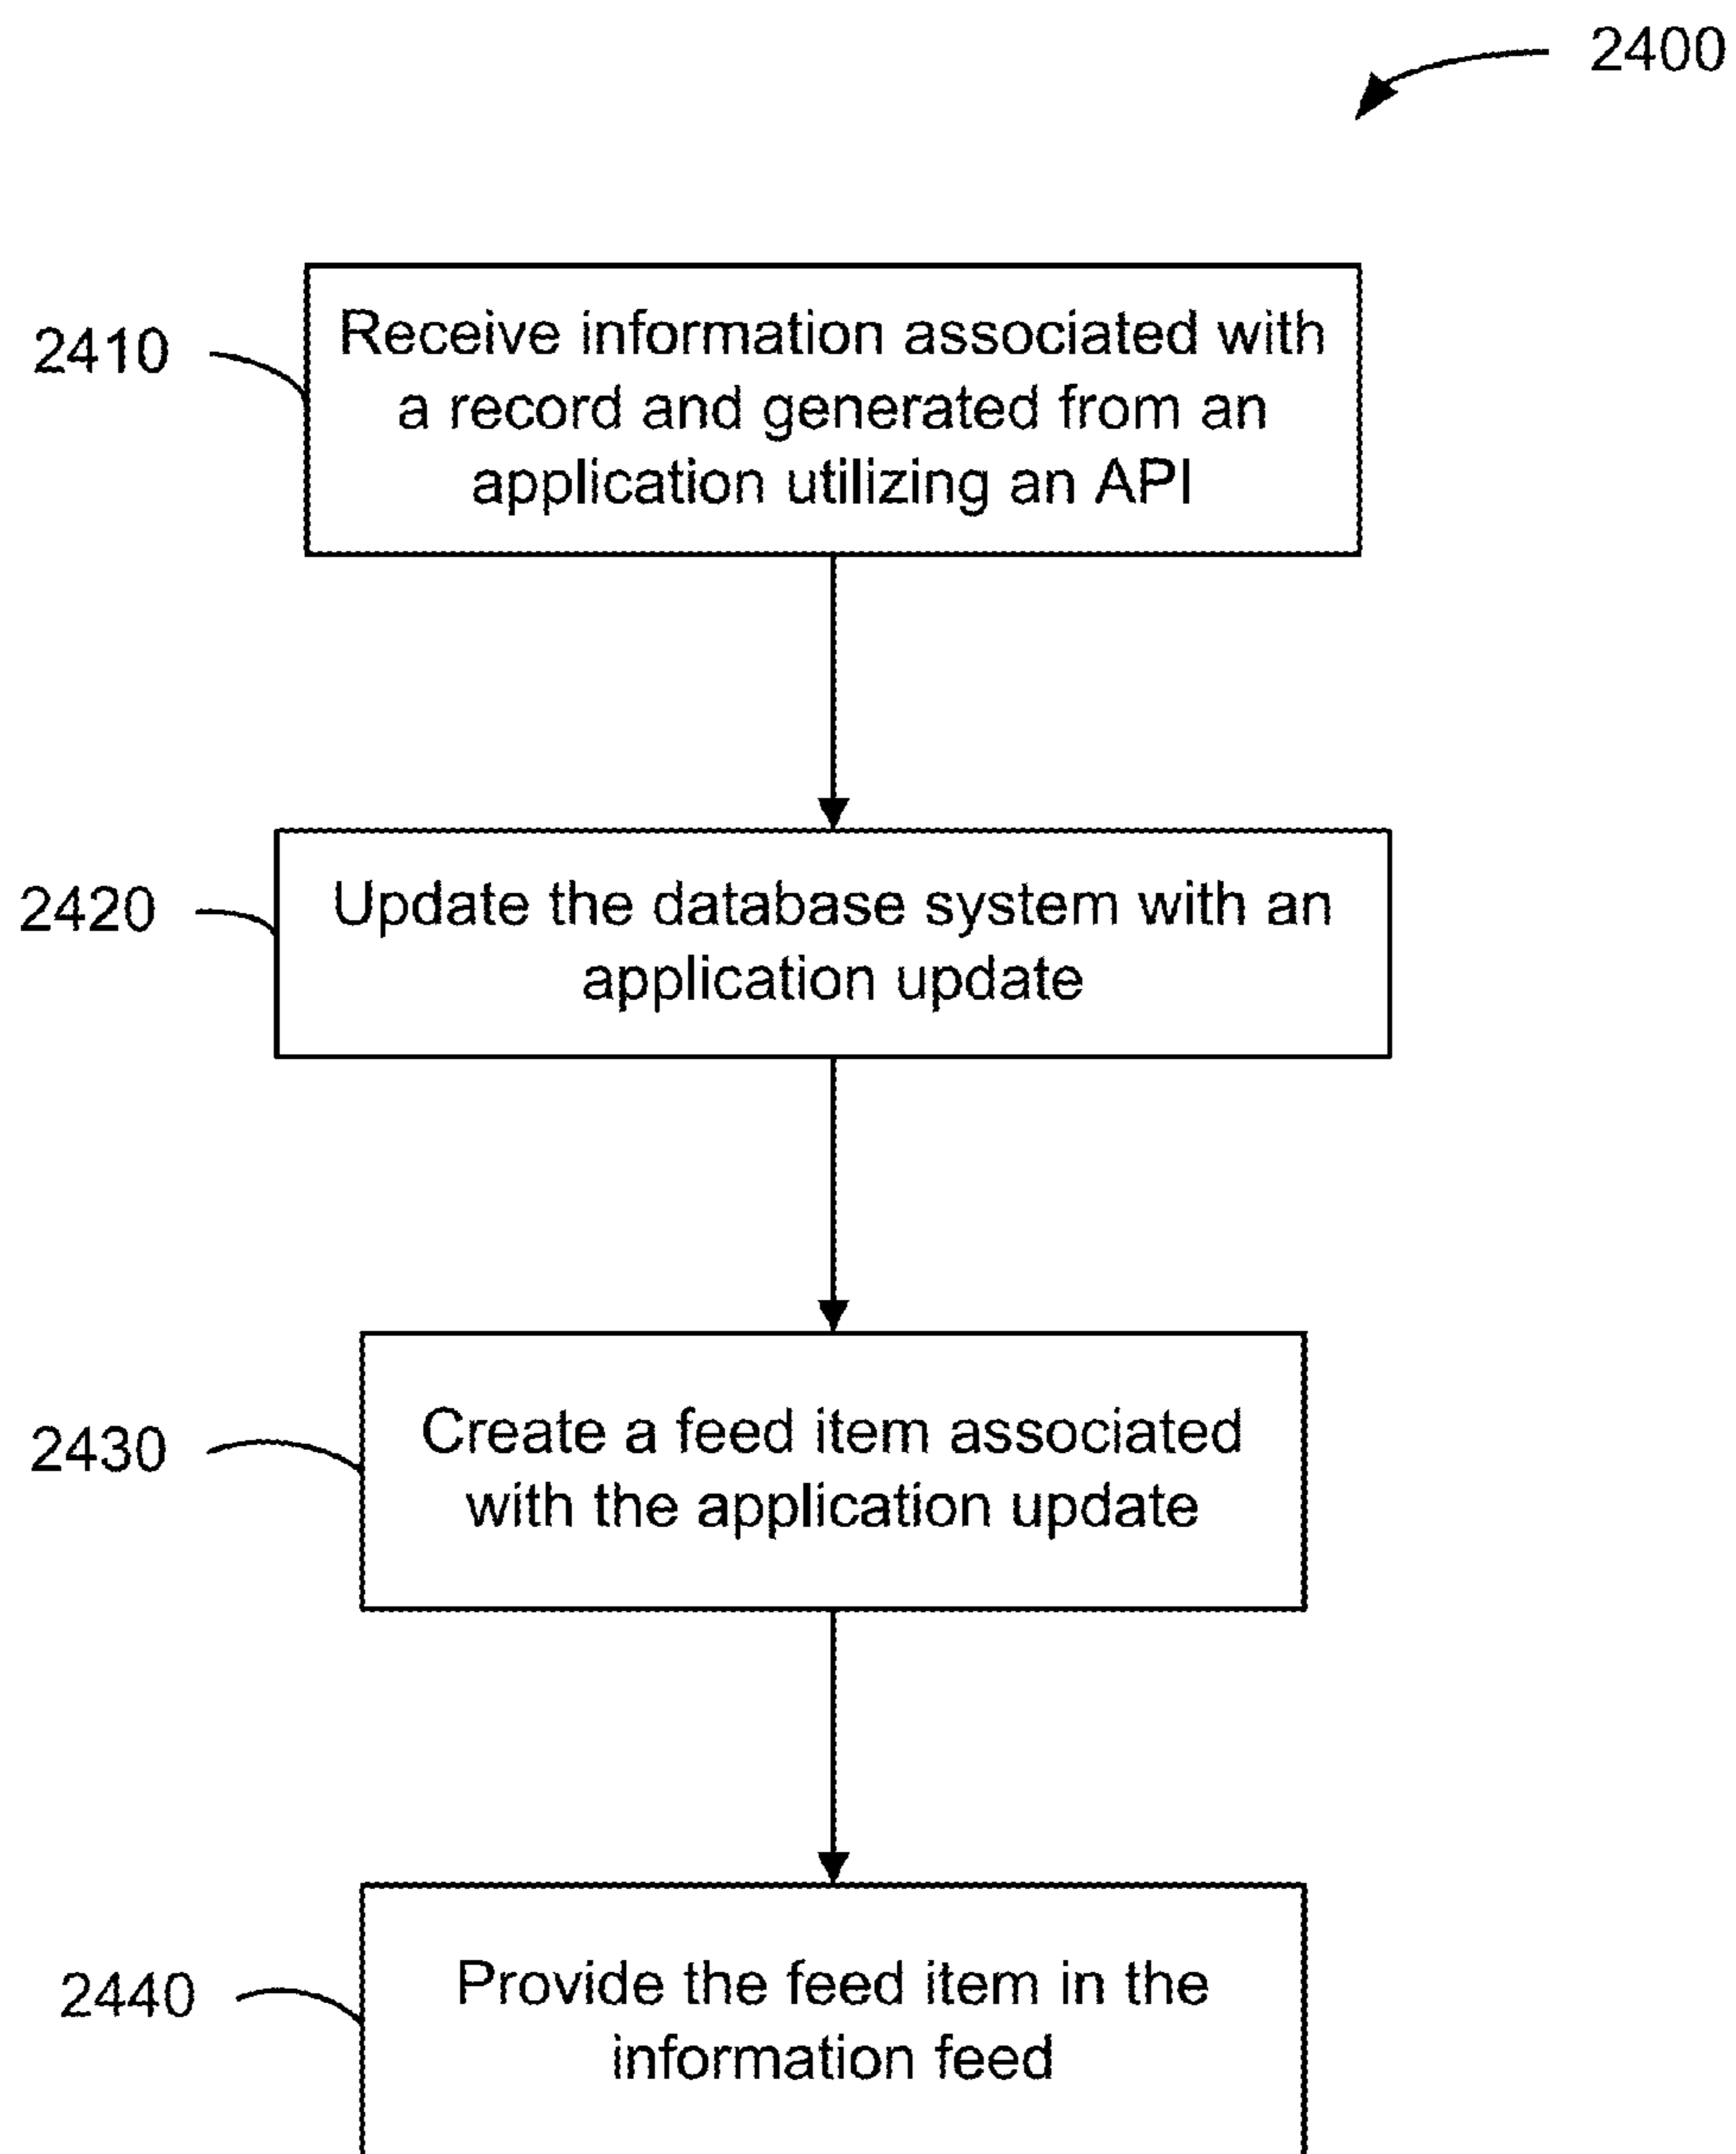 2400
2410
Receive information associated with
a record and generated from an
application utilizing an API
2420
Update the database system with an
application update
2430
Create a feed item associated
with the application update
2440
Provide the feed item in the
information feed